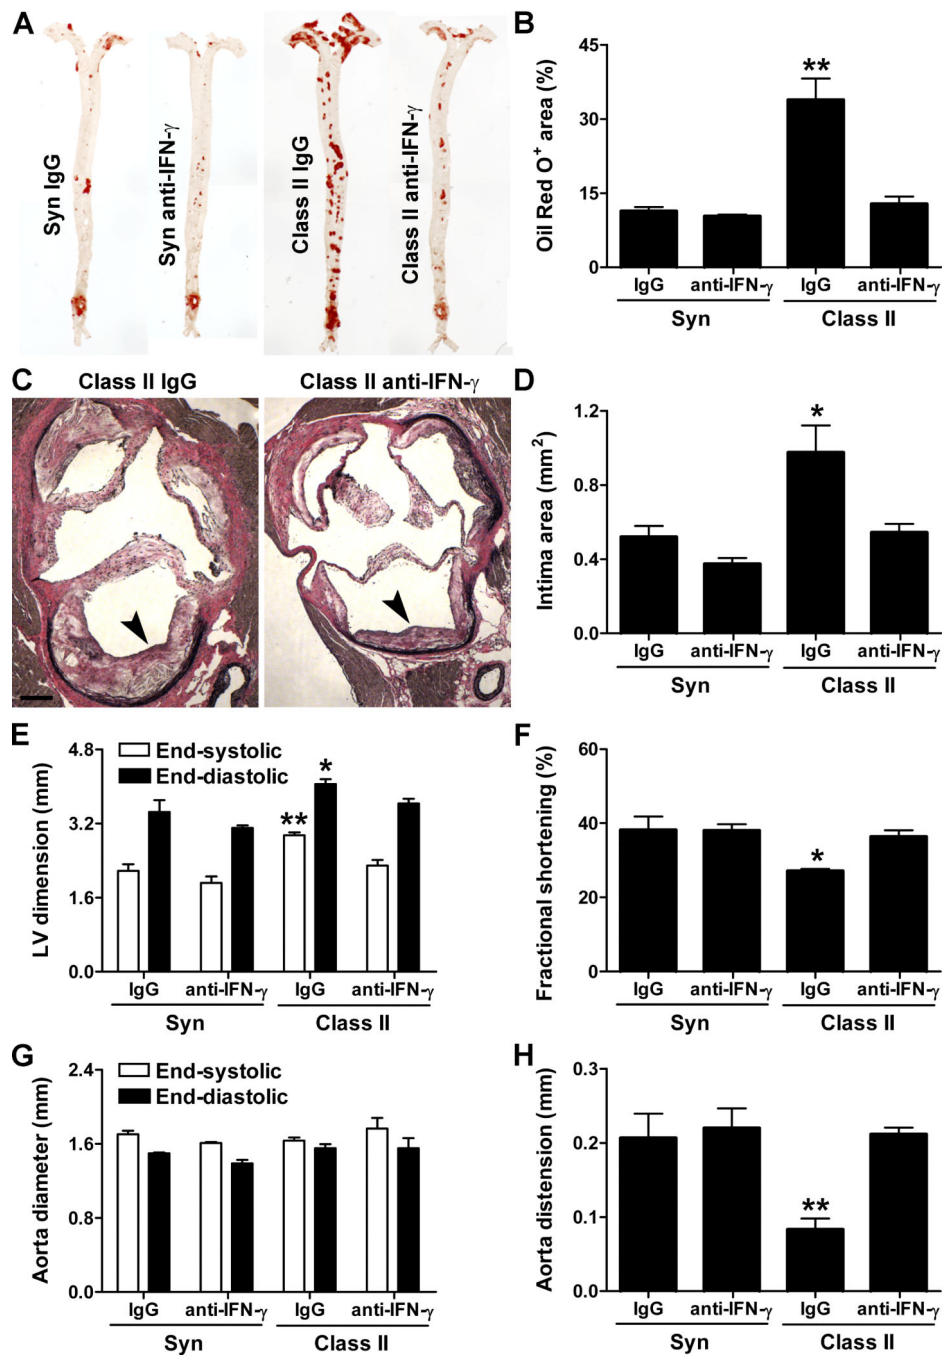 A
Syn IgG
Syn anti-IFN-γ
Class II IgG
Class II anti-IFN-γ
B
Oil Red O⁺ area (%)
45
30
15
0
**
IgG anti-IFN-γ IgG anti-IFN-γ
Syn Class II
C
Class II IgG Class II anti-IFN-γ
D
Intima area (mm²)
1.2
0.8
0.4
0.0
*
IgG anti-IFN-γ IgG anti-IFN-γ
Syn Class II
E
LV dimension (mm)
4.8
3.2
1.6
0.0
End-systolic
End-diastolic
**
*
IgG anti-IFN-γ IgG anti-IFN-γ
Syn Class II
F
Fractional shortening (%)
60
40
20
0
*
IgG anti-IFN-γ IgG anti-IFN-γ
Syn Class II
G
Aorta diameter (mm)
2.4
1.6
0.8
0.0
End-systolic
End-diastolic
IgG anti-IFN-γ IgG anti-IFN-γ
Syn Class II
H
Aorta distension (mm)
0.3
0.2
0.1
0.0
**
IgG anti-IFN-γ IgG anti-IFN-γ
Syn Class II